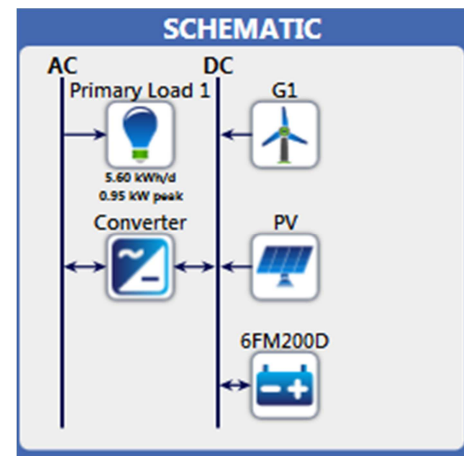 SCHEMATIC
AC DC
Primary Load 1 G1
5.60 kWh/d
0.95 kW peak
Converter PV
6FM200D